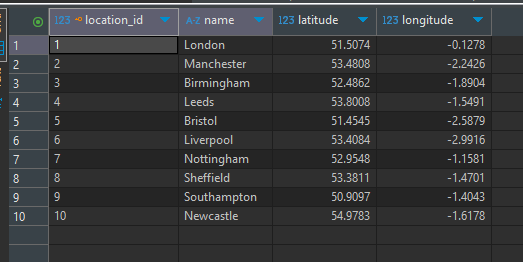 123 location_id A-Z name 123 latitude 123 longitude
1 1 London 51.5074 -0.1278
2 2 Manchester 53.4808 -2.2426
3 3 Birmingham 52.4862 -1.8904
4 4 Leeds 53.8008 -1.5491
5 5 Bristol 51.4545 -2.5879
6 6 Liverpool 53.4084 -2.9916
7 7 Nottingham 52.9548 -1.1581
8 8 Sheffield 53.3811 -1.4701
9 9 Southampton 50.9097 -1.4043
10 10 Newcastle 54.9783 -1.6178